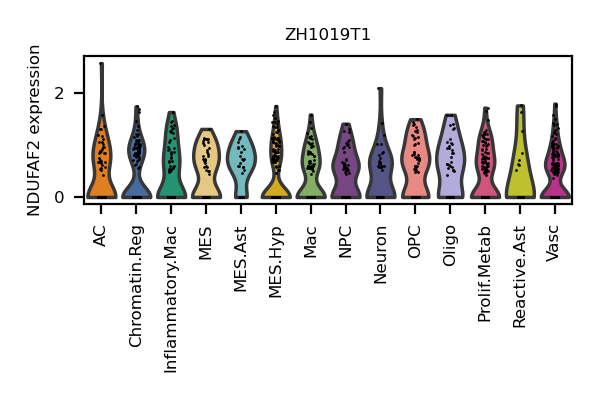 ZH1019T1
NDUFAF2 expression
2
0
AC
Chromatin.Reg
Inflammatory.Mac
MES
MES.Ast
MES.Hyp
Mac
NPC
Neuron
OPC
Oligo
Prolif.Metab
Reactive.Ast
Vasc